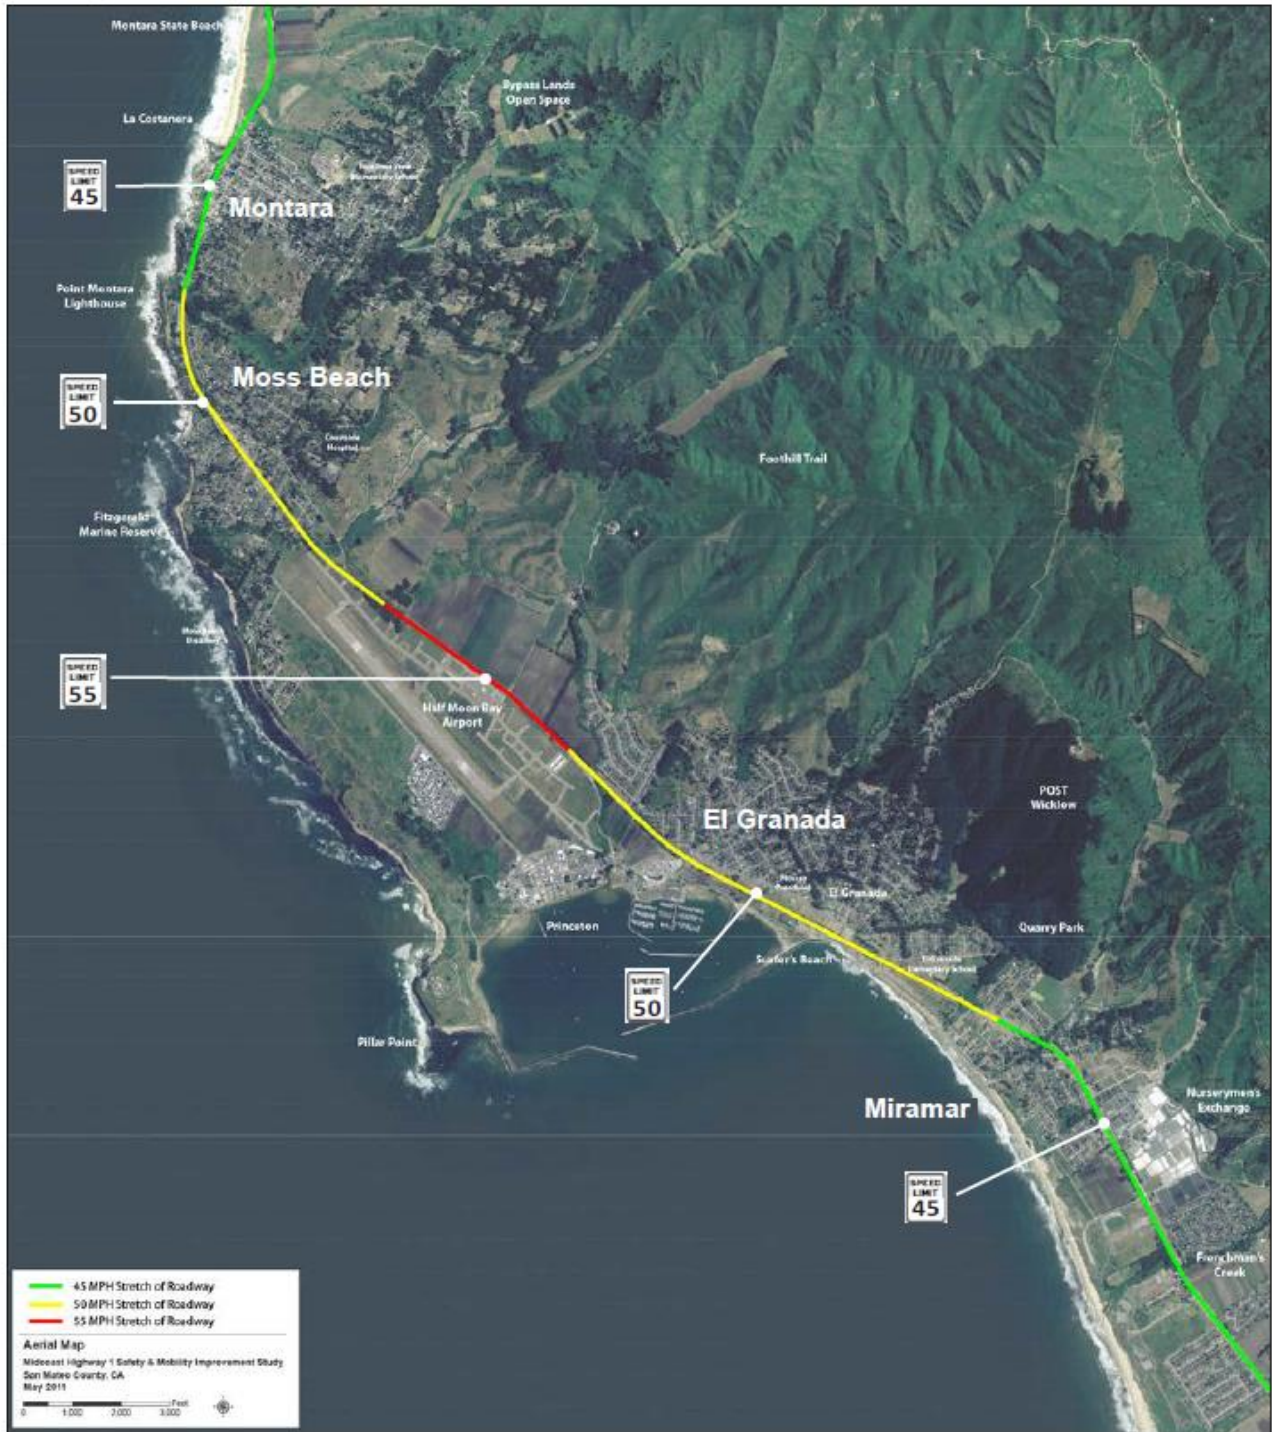 Montara State Beach
Bypass Lands
Open Space
La Costanera
SPEED
LIMIT
45
Montara
Point Montara
Lighthouse
Moss Beach
SPEED
LIMIT
50
Hospital
Foothill Trail
Fitzgerald
Marine Reserve
SPEED
LIMIT
55
Half Moon Bay
Airport
POST
Wicklow
El Granada
El Granada
Princeton
Quarry Park
Surfer's Beach
Elementary School
SPEED
LIMIT
50
Pillar Point
Miramar
Nurserymen's
Exchange
SPEED
LIMIT
45
Frenchman's
Creek
45 MPH Stretch of Roadway
50 MPH Stretch of Roadway
55 MPH Stretch of Roadway
Aerial Map
Midcoast Highway 1 Safety & Mobility Improvement Study
San Mateo County, CA
May 2011
Feet
0 1,000 2,000 3,000